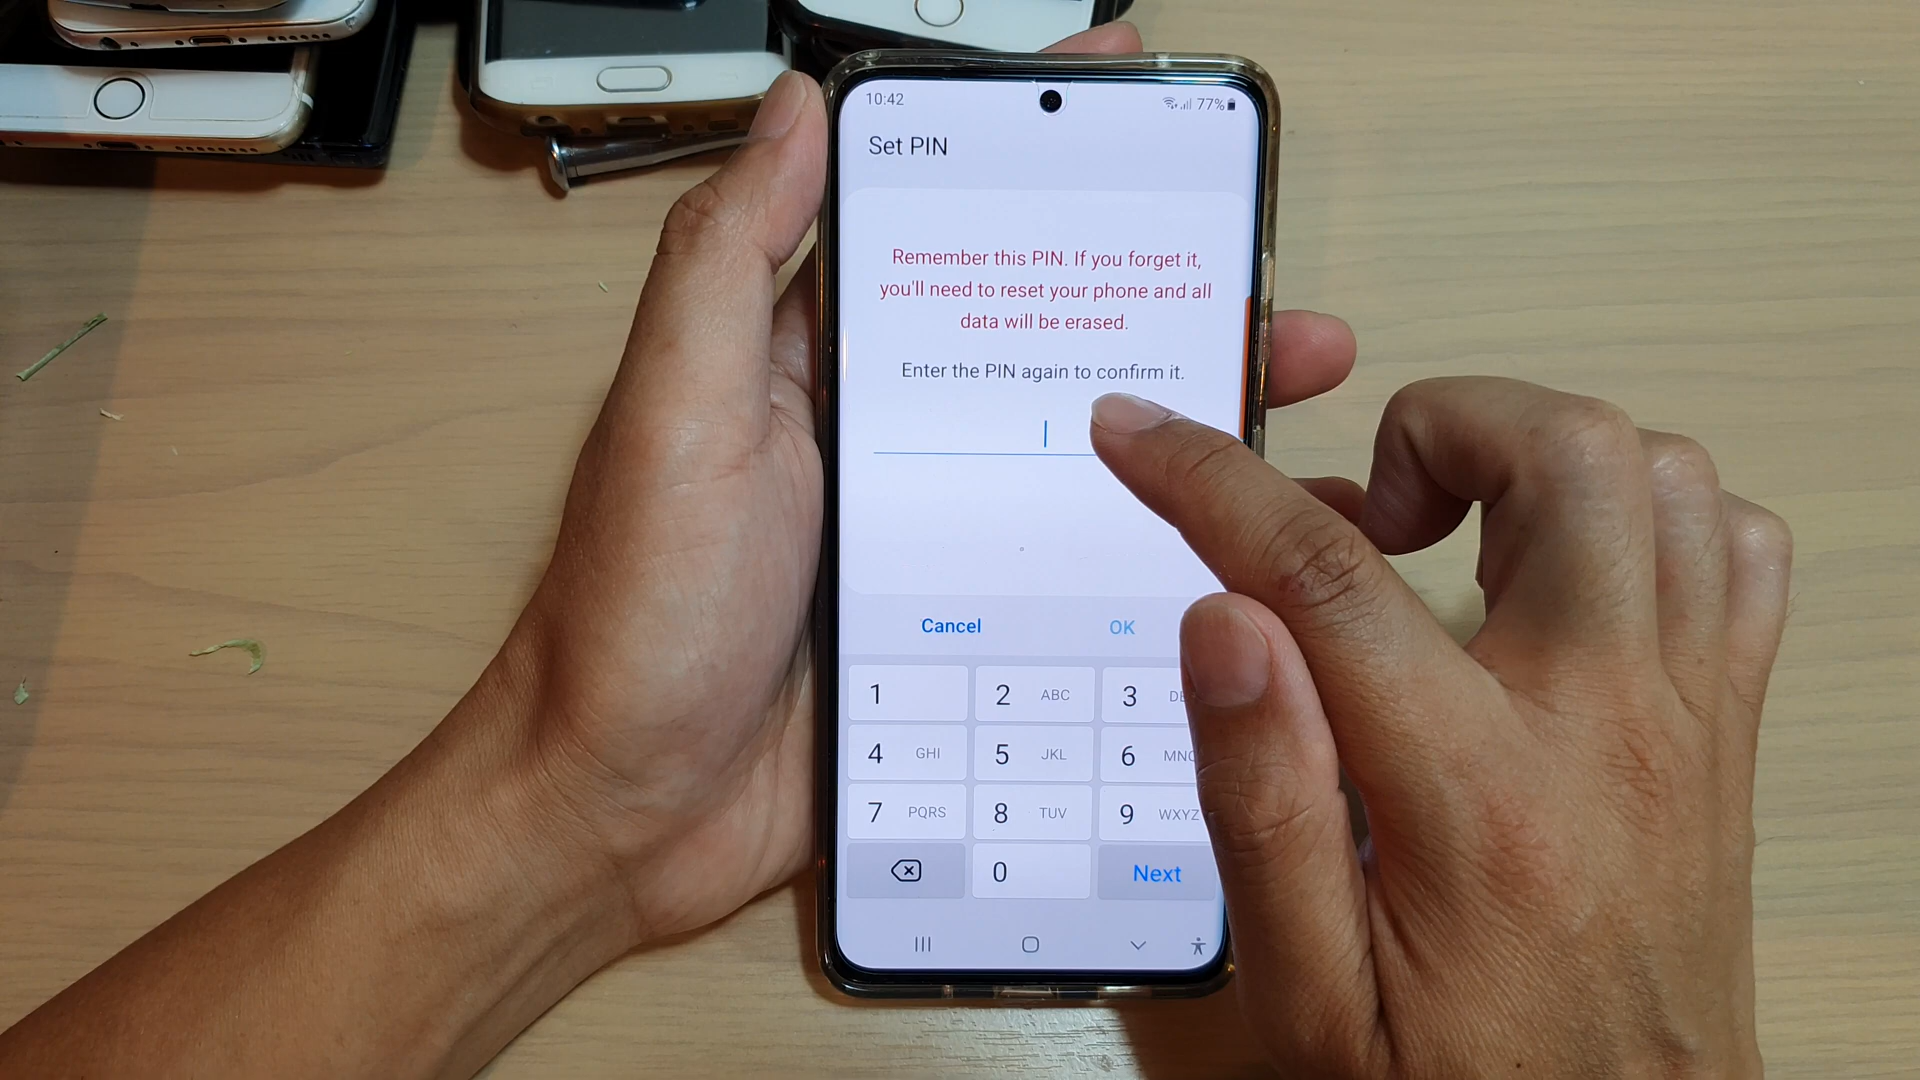 10:42
77%
Set PIN
Remember this PIN. If you forget it,
you'll need to reset your phone and all
data will be erased.
Enter the PIN again to confirm it.
Cancel OK
1 2 ABC 3
4 GHI 5 JKL 6
7 PQRS 8 TUV 9 WXYZ
0 Next